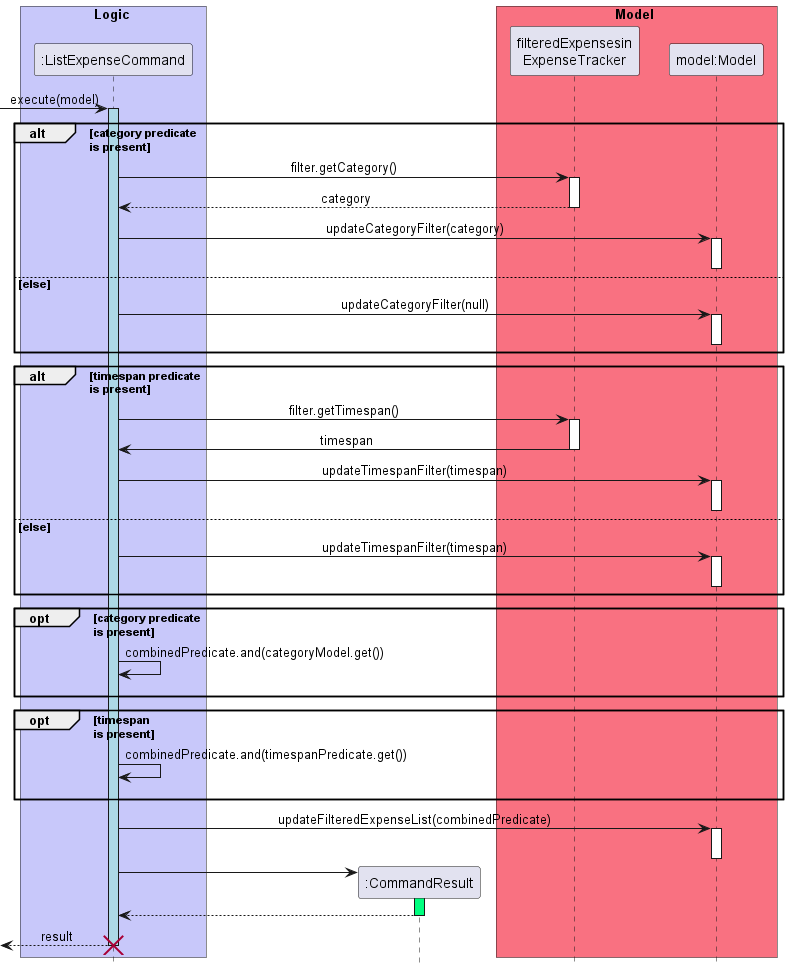 Logic
Model
:ListExpenseCommand
filteredExpensesin
ExpenseTracker
model:Model
execute(model)
alt
[category predicate
is present]
filter.getCategory()
category
updateCategoryFilter(category)
[else]
updateCategoryFilter(null)
alt
[timespan predicate
is present]
filter.getTimespan()
timespan
updateTimespanFilter(timespan)
[else]
updateTimespanFilter(timespan)
opt
[category predicate
is present]
combinedPredicate.and(categoryModel.get())
opt
[timespan
is present]
combinedPredicate.and(timespanPredicate.get())
updateFilteredExpenseList(combinedPredicate)
:CommandResult
result